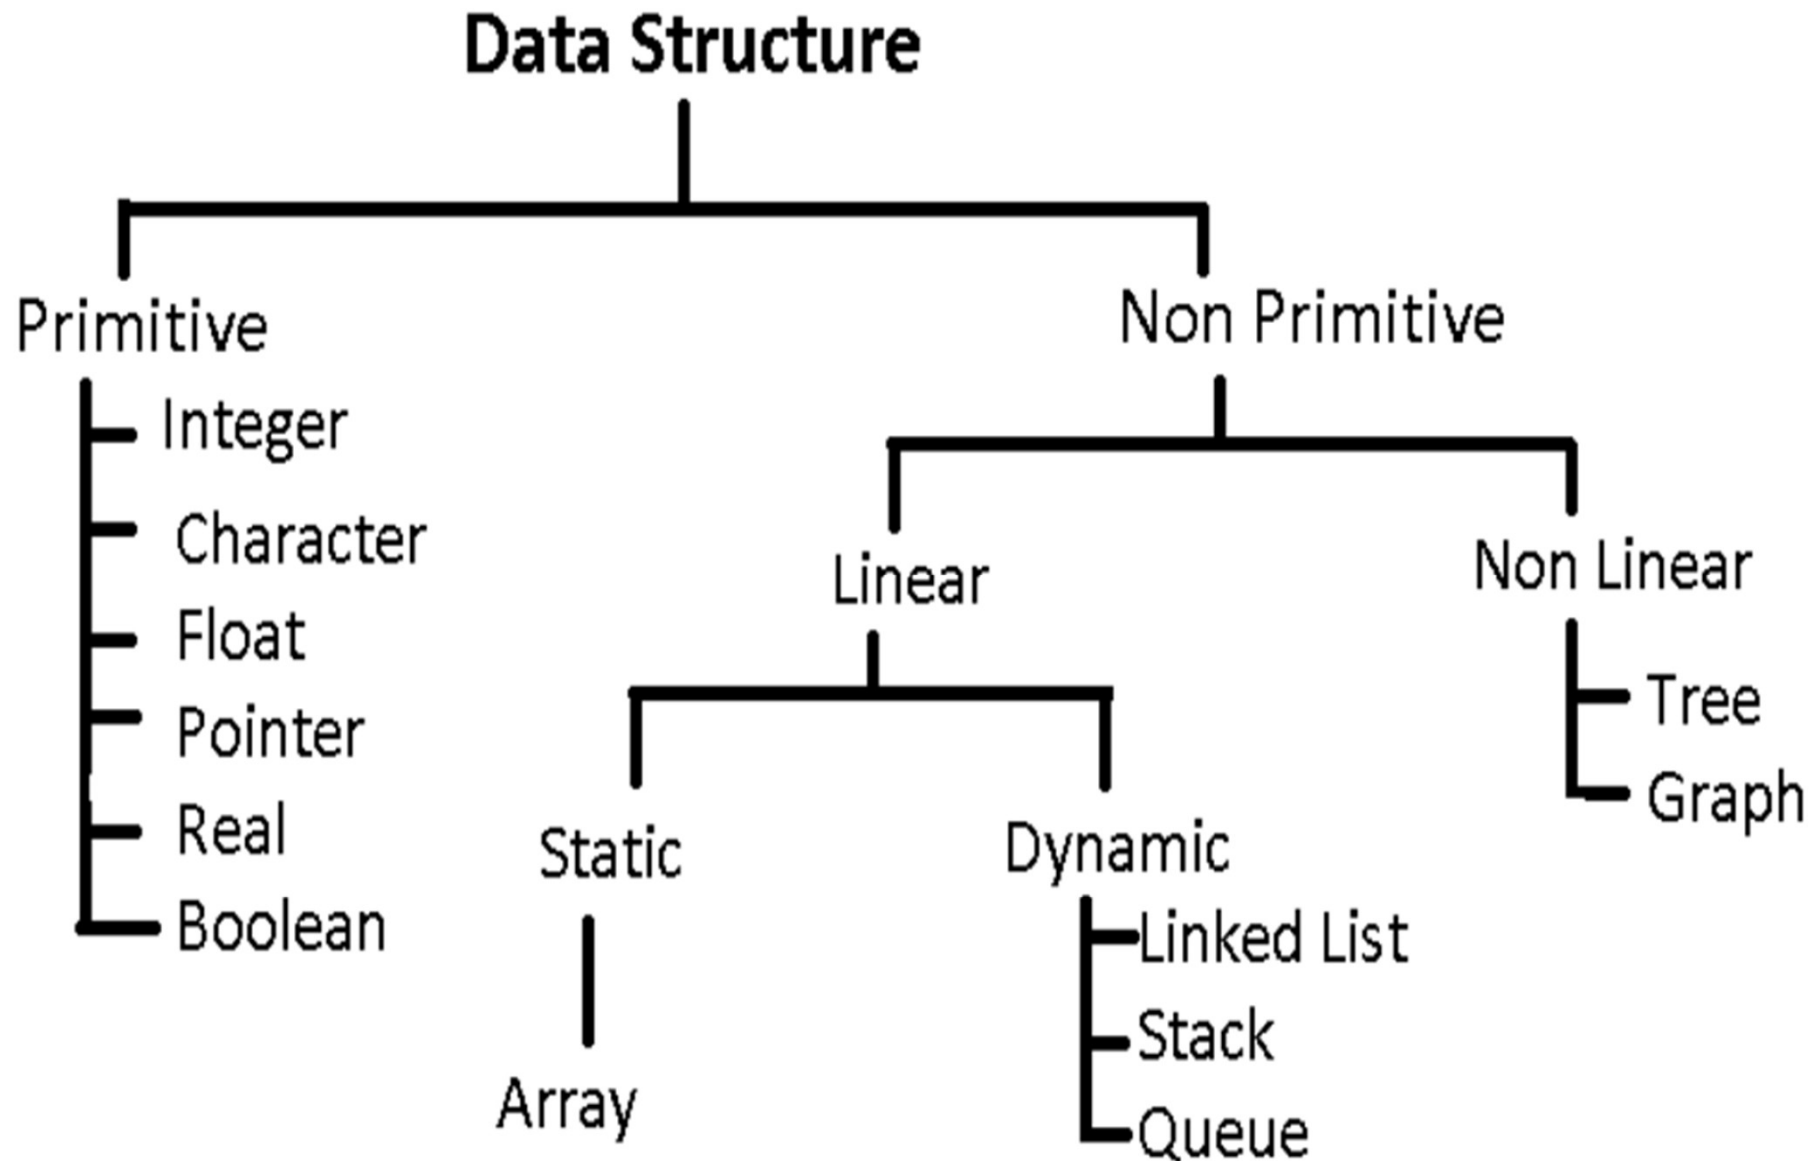 Data Structure
Primitive
Non Primitive
Integer
Character
Float
Pointer
Real
Boolean
Linear
Non Linear
Static
Dynamic
Array
Linked List
Stack
Queue
Tree
Graph